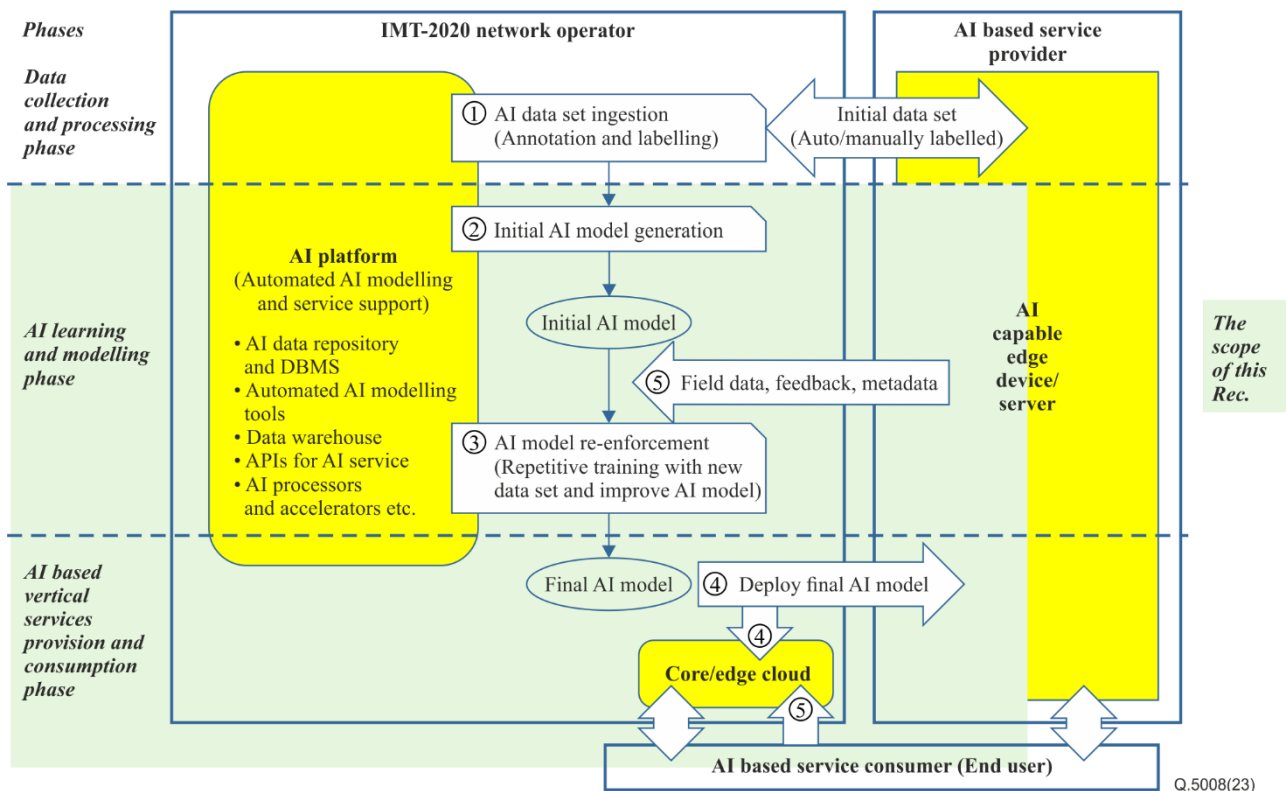 Phases
IMT-2020 network operator
AI based service
provider
Data
collection
and processing
phase
① AI data set ingestion
(Annotation and labelling)
Initial data set
(Auto/manually labelled)
② Initial AI model generation
AI platform
(Automated AI modelling
and service support)
• AI data repository
and DBMS
• Automated AI modelling
tools
• Data warehouse
• APIs for AI service
• AI processors
and accelerators etc.
AI learning
and modelling
phase
Initial AI model
⑤ Field data, feedback, metadata
③ AI model re-enforcement
(Repetitive training with new
data set and improve AI model)
AI
capable
edge
device/
server
The
scope
of this
Rec.
AI based
vertical
services
provision and
consumption
phase
Final AI model
④ Deploy final AI model
④
Core/edge cloud
⑤
AI based service consumer (End user)
Q.5008(23)